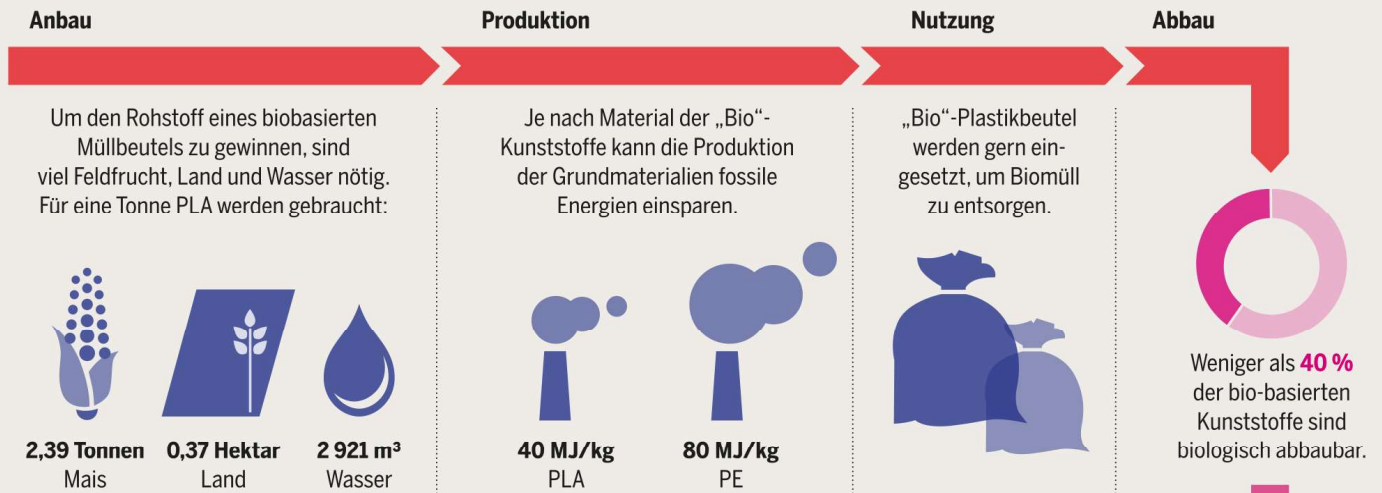 Anbau
Um den Rohstoff eines biobasierten
Müllbeutels zu gewinnen, sind
viel Feldfrucht, Land und Wasser nötig.
Für eine Tonne PLA werden gebraucht:
2,39 Tonnen
Mais
0,37 Hektar
Land
2 921 m³
Wasser
Produktion
Je nach Material der „Bio“-
Kunststoffe kann die Produktion
der Grundmaterialien fossile
Energien einsparen.
40 MJ/kg
PLA
80 MJ/kg
PE
Nutzung
„Bio“-Plastikbeutel
werden gern ein-
gesetzt, um Biomüll
zu entsorgen.
Abbau
Weniger als 40 %
der bio-basierten
Kunststoffe sind
biologisch abbaubar.